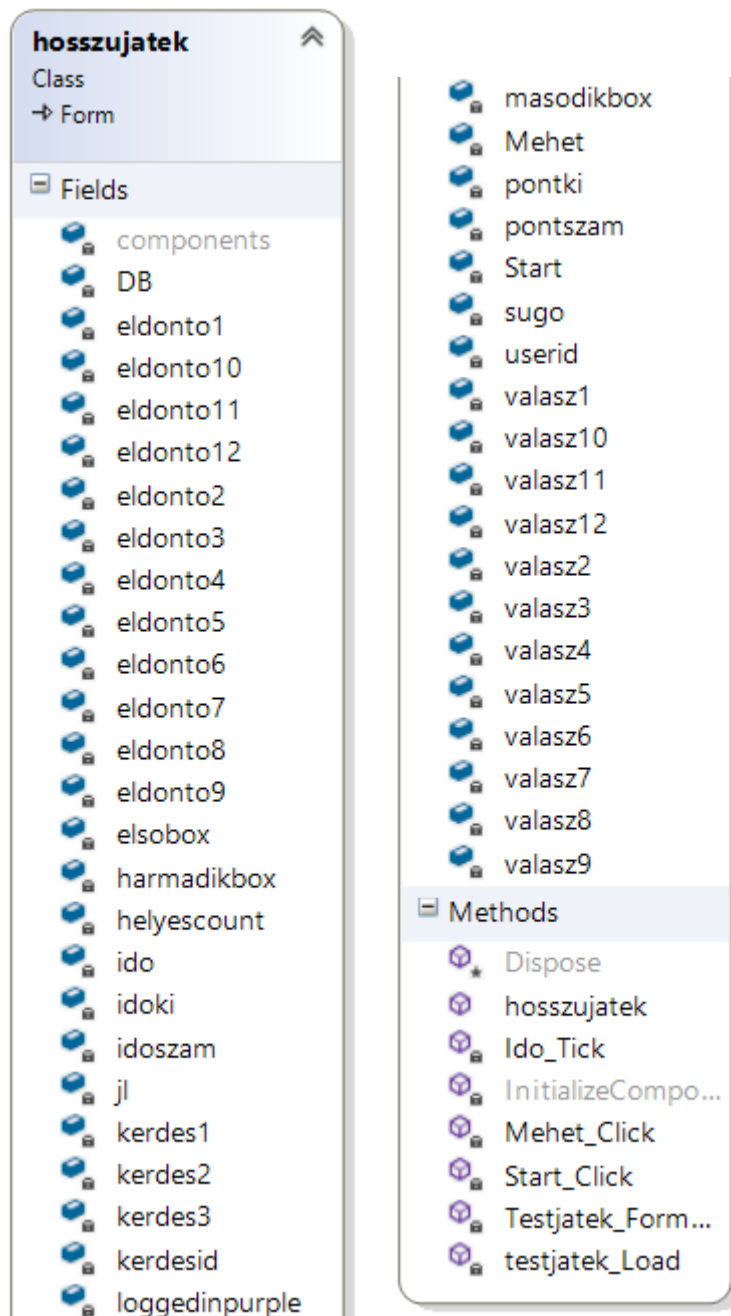 hosszujatek
Class
Form
Fields
components
DB
eldonto1
eldonto10
eldonto11
eldonto12
eldonto2
eldonto3
eldonto4
eldonto5
eldonto6
eldonto7
eldonto8
eldonto9
elsobox
harmadikbox
helyescount
ido
idoki
idoszam
jl
kerdes1
kerdes2
kerdes3
kerdesid
loggedinpurple
masodikbox
Mehet
pontki
pontszam
Start
sugo
userid
valasz1
valasz10
valasz11
valasz12
valasz2
valasz3
valasz4
valasz5
valasz6
valasz7
valasz8
valasz9
Methods
Dispose
hosszujatek
Ido_Tick
InitializeCompo...
Mehet_Click
Start_Click
Testjatek_Form...
testjatek_Load